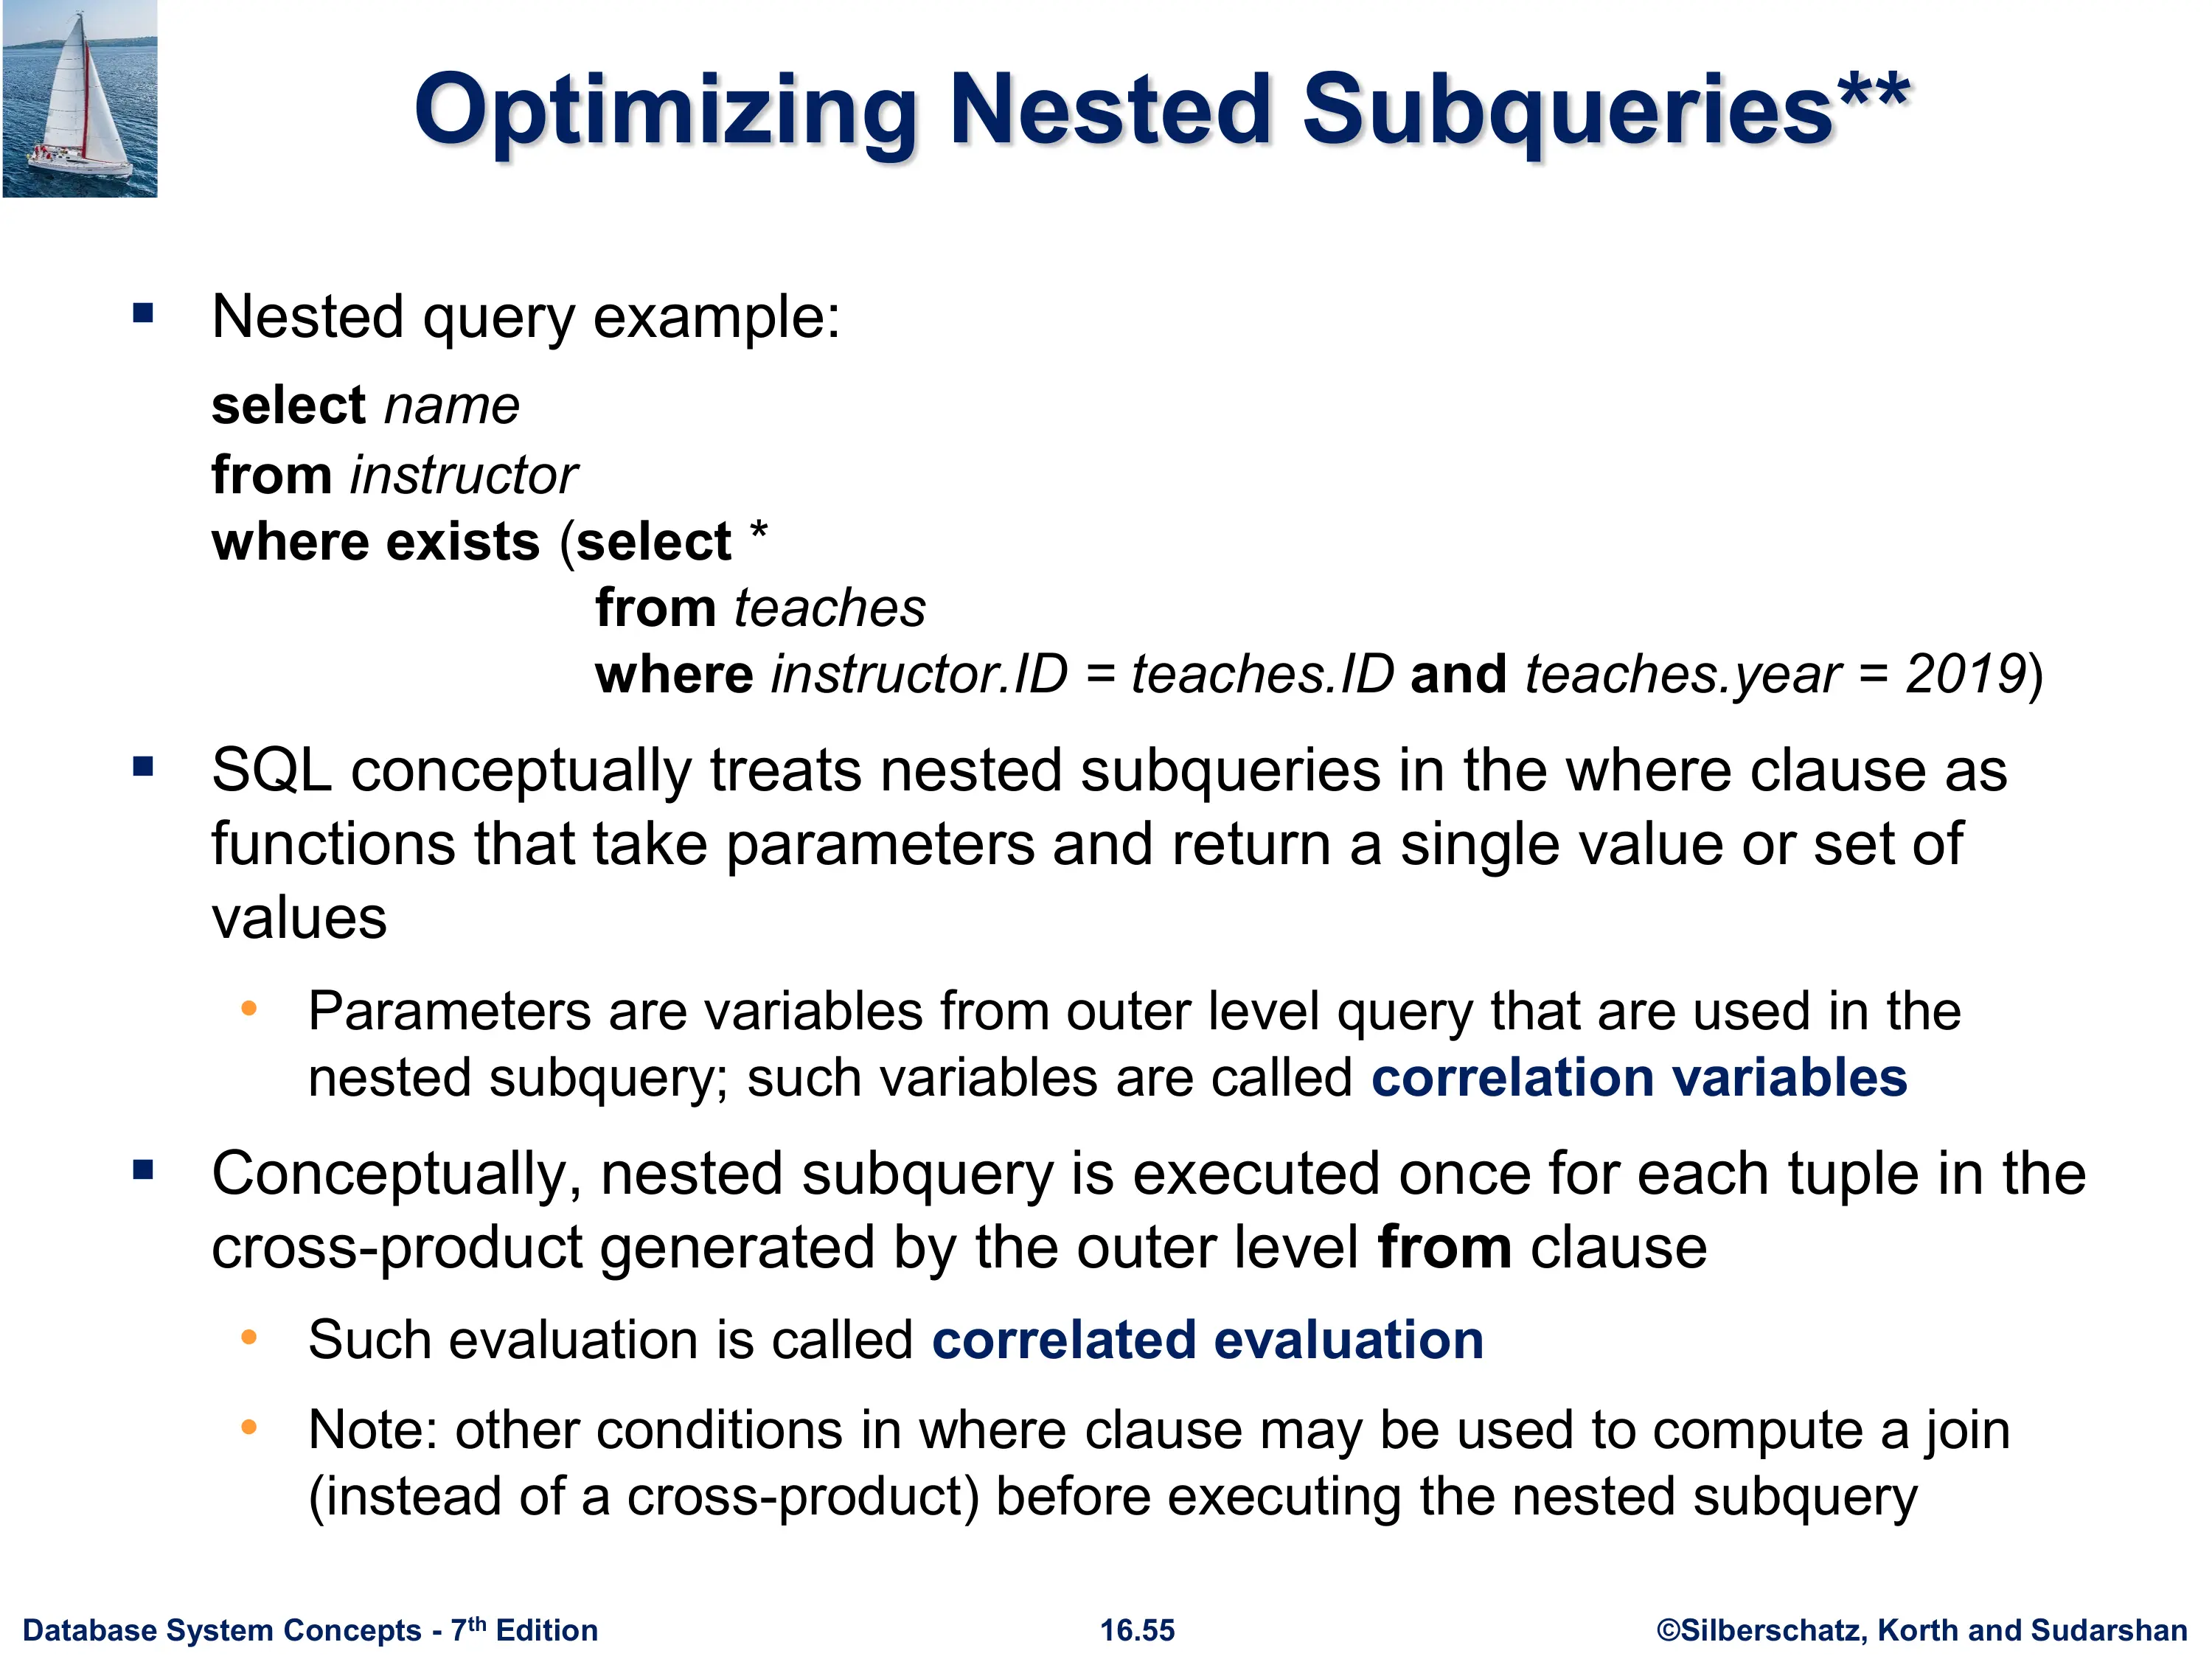 Optimizing Nested Subqueries**
▪ Nested query example:
select name
from instructor
where exists (select *
from teaches
where instructor.ID = teaches.ID and teaches.year = 2019)
▪ SQL conceptually treats nested subqueries in the where clause as
functions that take parameters and return a single value or set of
values
• Parameters are variables from outer level query that are used in the
nested subquery; such variables are called correlation variables
▪ Conceptually, nested subquery is executed once for each tuple in the
cross-product generated by the outer level from clause
• Such evaluation is called correlated evaluation
• Note: other conditions in where clause may be used to compute a join
(instead of a cross-product) before executing the nested subquery
Database System Concepts - 7th Edition
16.55
©Silberschatz, Korth and Sudarshan